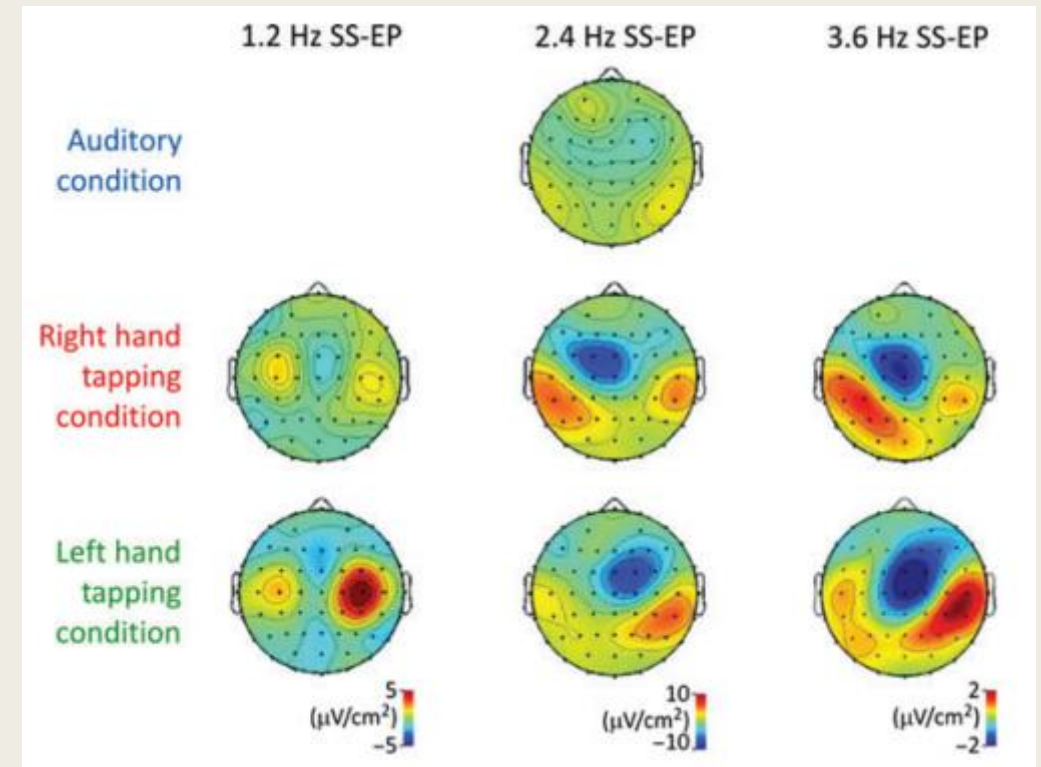 1.2 Hz SS-EP 2.4 Hz SS-EP 3.6 Hz SS-EP
Auditory
condition
Right hand
tapping
condition
Left hand
tapping
condition
5 10 2
(μV/cm²) (μV/cm²) (μV/cm²)
−5 −10 −2